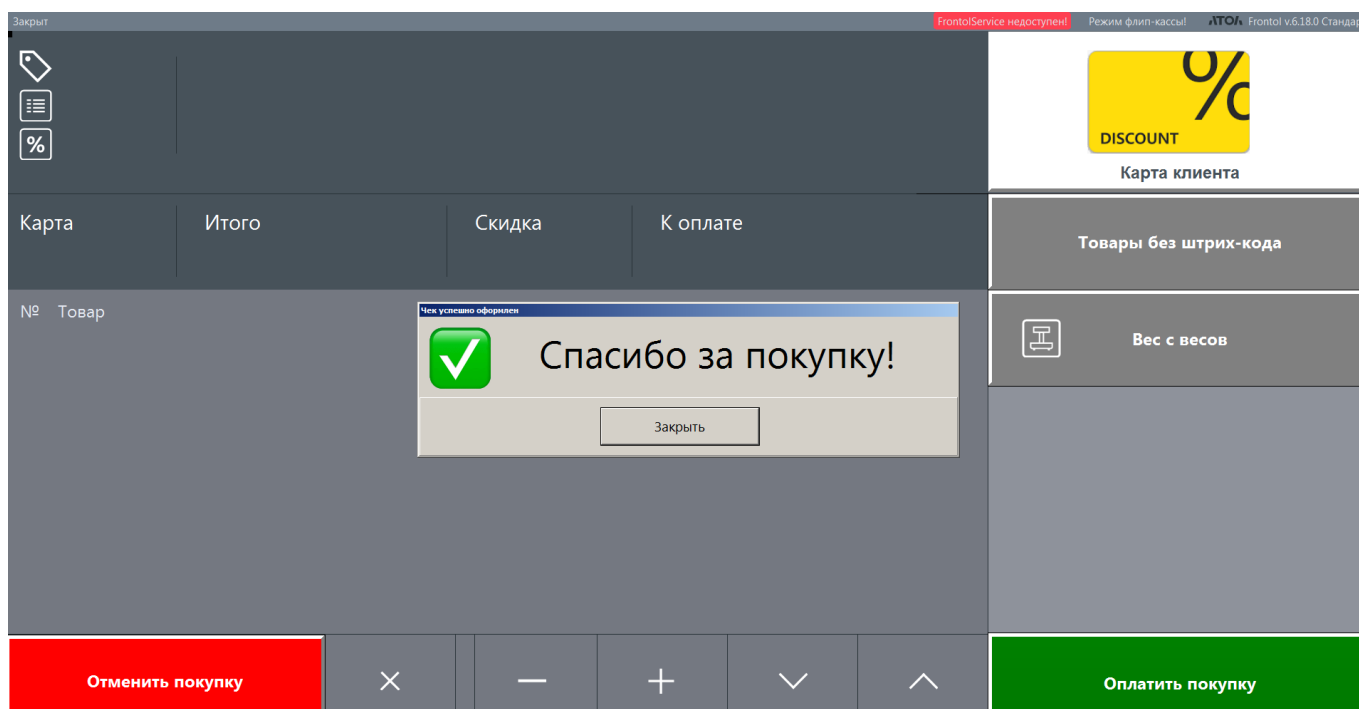 Закрыт
FrontolService недоступен! Режим флип-кассы! АТОЛ Frontol v.6.18.0 Стандар
%
DISCOUNT
Карта клиента
%
Карта Итого Скидка К оплате
Товары без штрих-кода
№ Товар
Чек успешно оформлен
Спасибо за покупку!
Закрыть
Вес с весов
Отменить покупку
Оплатить покупку